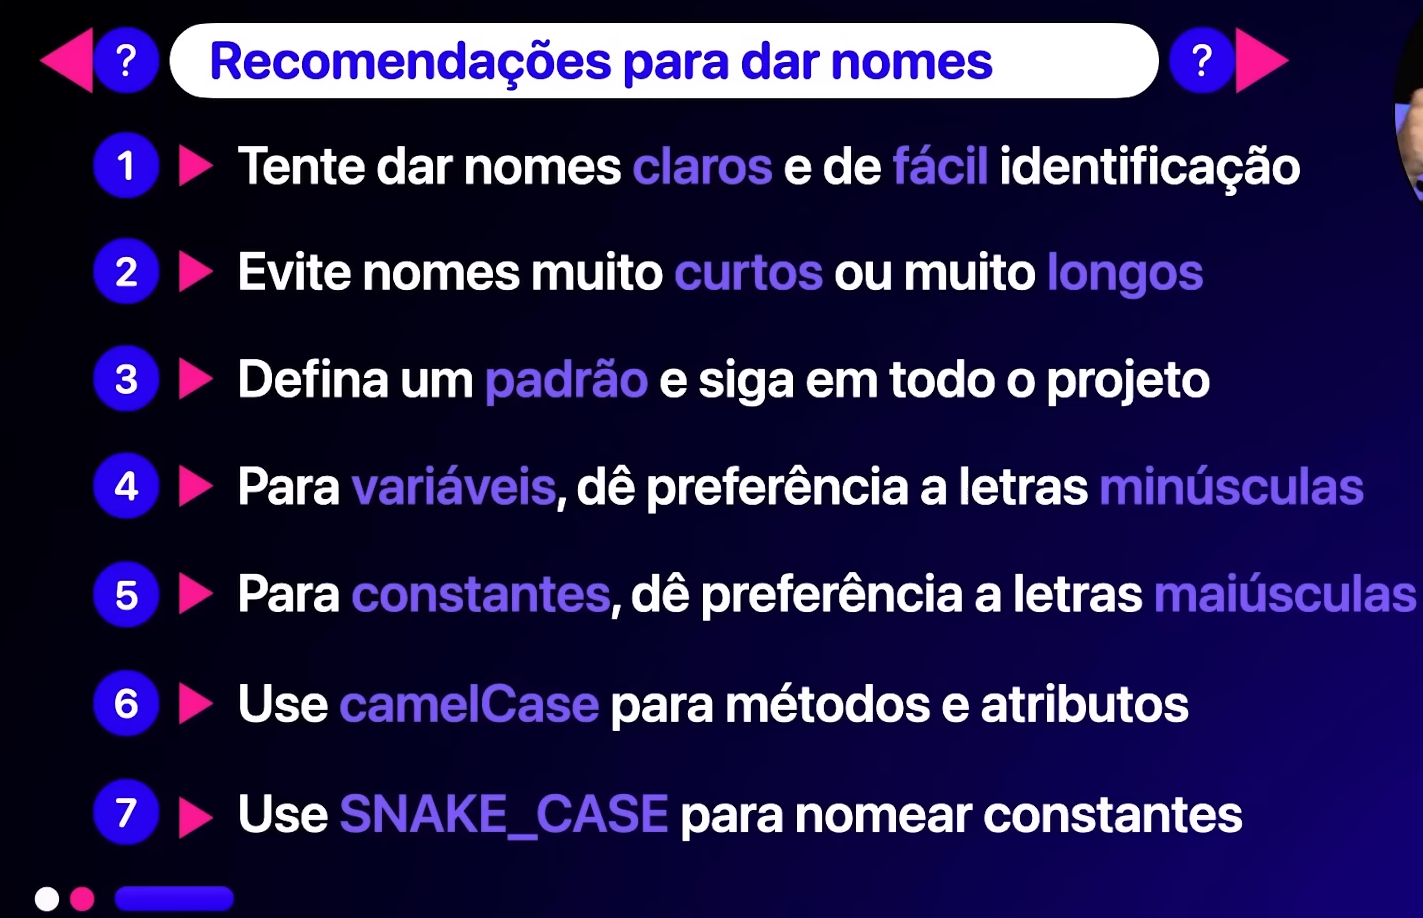 ? Recomendações para dar nomes ?
1 Tente dar nomes claros e de fácil identificação
2 Evite nomes muito curtos ou muito longos
3 Defina um padrão e siga em todo o projeto
4 Para variáveis, dê preferência a letras minúsculas
5 Para constantes, dê preferência a letras maiúsculas
6 Use camelCase para métodos e atributos
7 Use SNAKE_CASE para nomear constantes